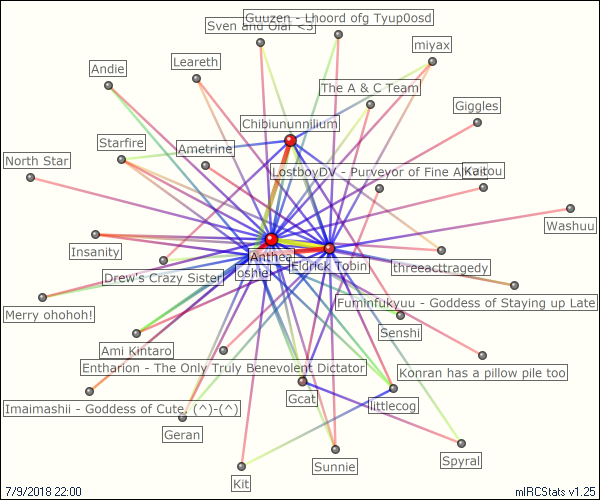 Guuzen - Lhoord ofg Tyup0osd
Sven and Olaf <3
miyax
Leareth
Andie
The A & C Team
Giggles
Chibiununnilium
Starfire
Ametrine
North Star
LostboyDV - Purveyor of Fine
Kaitou
Washuu
Insanity
Anthea
Eldrick Tobin
threeacttragedy
oshie
Drew's Crazy Sister
Fuminfukyuu - Goddess of Staying up Late
Merry ohohoh!
Senshi
Ami Kintaro
Entharion - The Only Truly Benevolent Dictator
Konran has a pillow pile too
Gcat
littlecog
Imaimashii - Goddess of Cute. (^)-(^)
Geran
Spyral
Sunnie
Kit
7/9/2018 22:00
mIRCStats v1.25